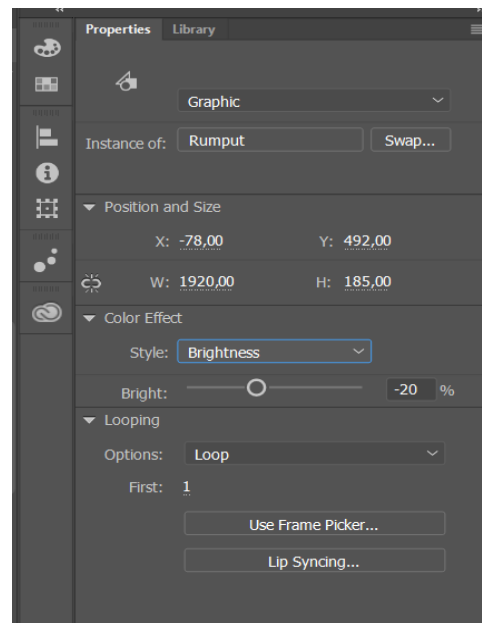 Properties Library
Graphic
Instance of: Rumput Swap...
Position and Size
X: -78,00 Y: 492,00
W: 1920,00 H: 185,00
Color Effect
Style: Brightness
Bright: -20 %
Looping
Options: Loop
First: 1
Use Frame Picker...
Lip Syncing...